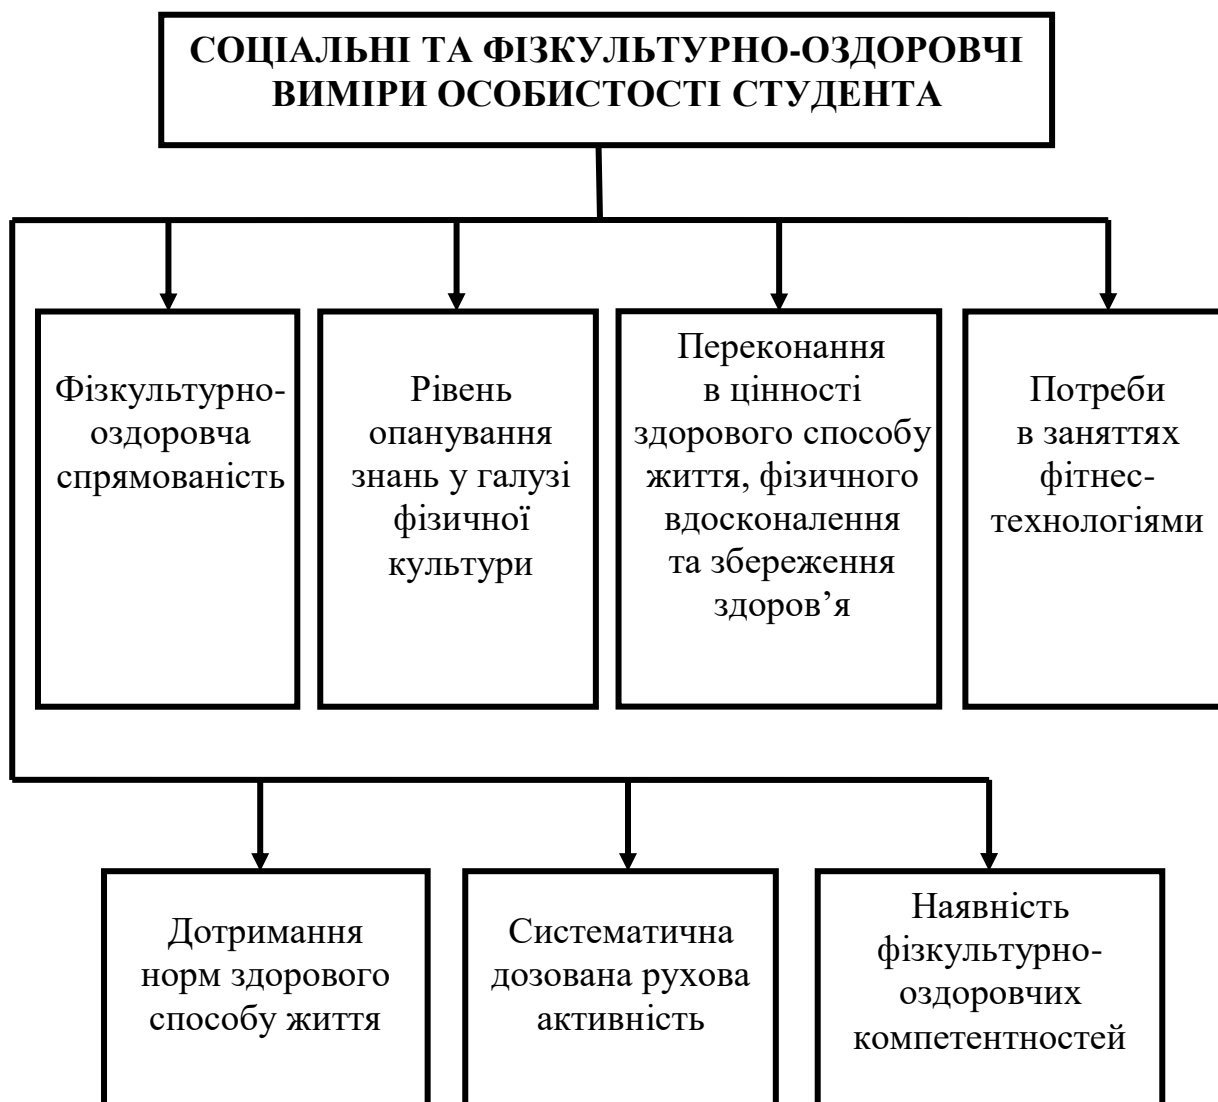 СОЦІАЛЬНІ ТА ФІЗКУЛЬТУРНО-ОЗДОРОВЧІ
ВИМІРИ ОСОБИСТОСТІ СТУДЕНТА
Фізкультурно-
оздоровча
спрямованість
Рівень
опанування
знань у галузі
фізичної
культури
Переконання
в цінності
здорового способу
життя, фізичного
вдосконалення
та збереження
здоров’я
Потреби
в заняттях
фітнес-
технологіями
Дотримання
норм здорового
способу життя
Систематична
дозована рухова
активність
Наявність
фізкультурно-
оздоровчих
компетентностей